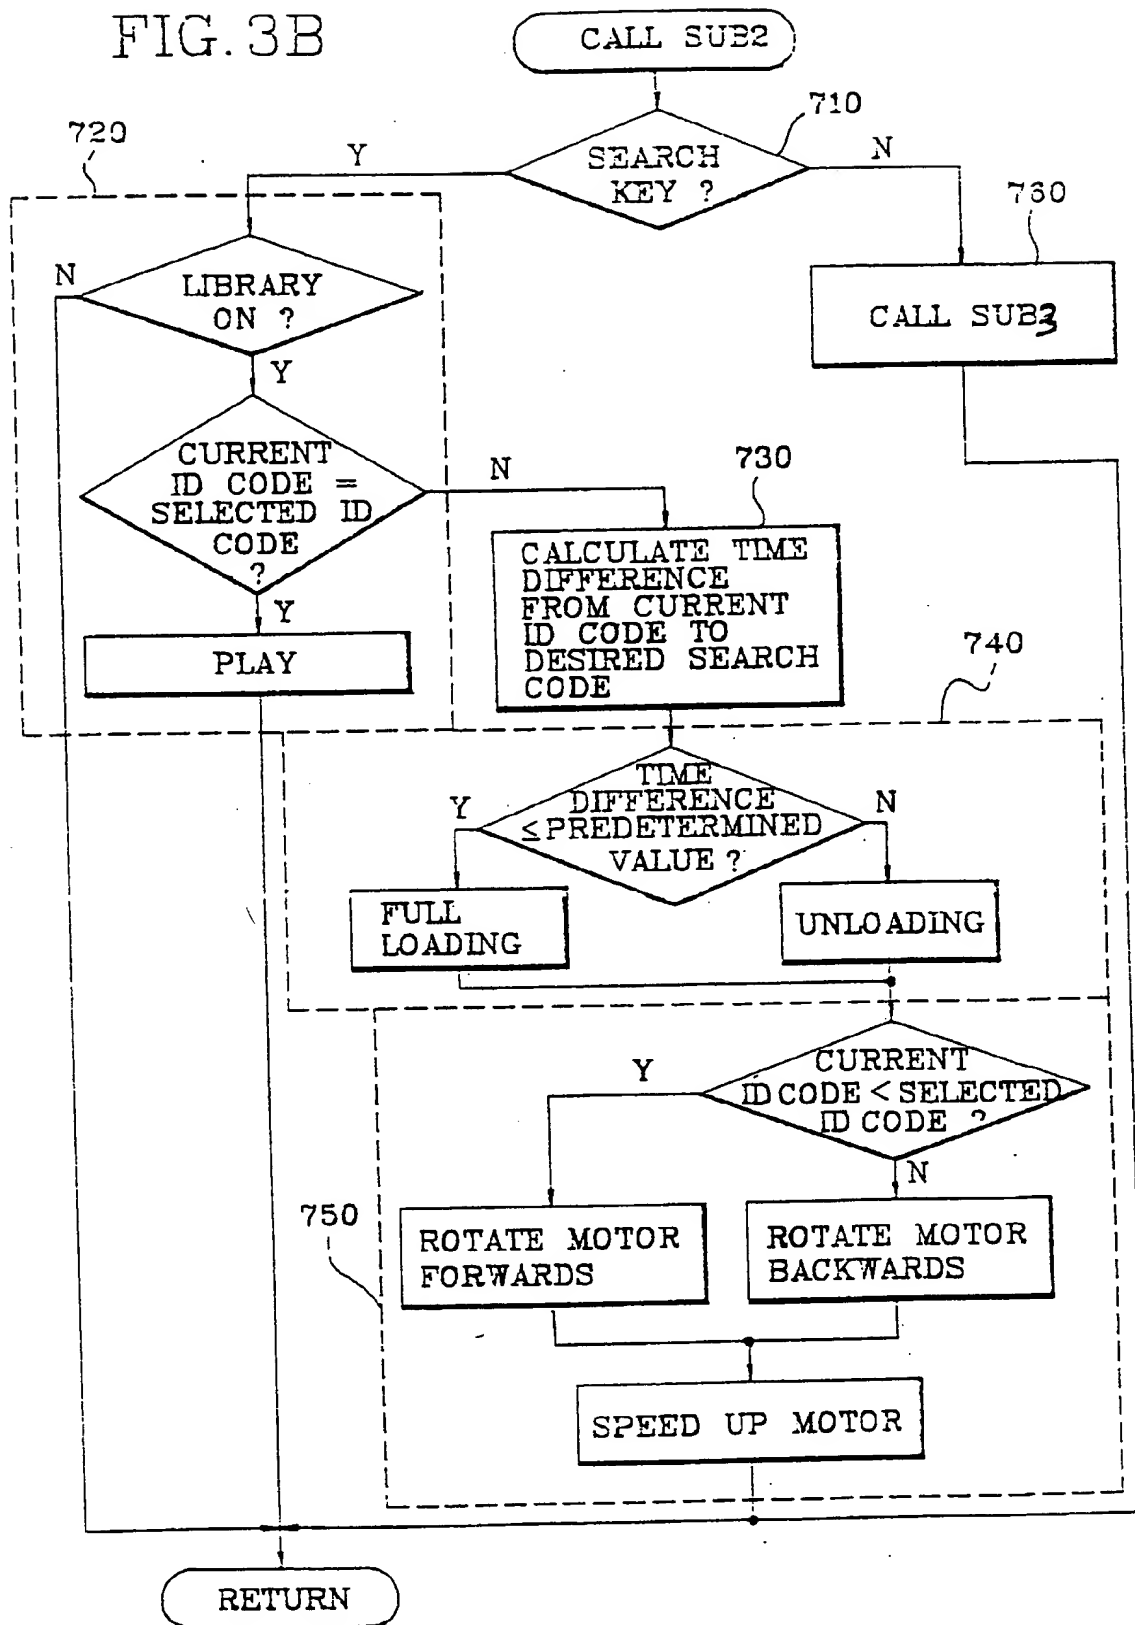 FIG. 3B
CALL SUB2
710
720
Y
SEARCH
KEY ?
N
760
N
LIBRARY
ON ?
CALL SUB3
Y
CURRENT
ID CODE =
SELECTED ID
CODE
?
N
730
CALCULATE TIME
DIFFERENCE
FROM CURRENT
ID CODE TO
DESIRED SEARCH
CODE
Y
PLAY
740
TIME
DIFFERENCE
≤PREDETERMINED
VALUE ?
Y
N
FULL
LOADING
UNLOADING
CURRENT
ID CODE < SELECTED
ID CODE ?
Y
N
750
ROTATE MOTOR
FORWARDS
ROTATE MOTOR
BACKWARDS
SPEED UP MOTOR
RETURN